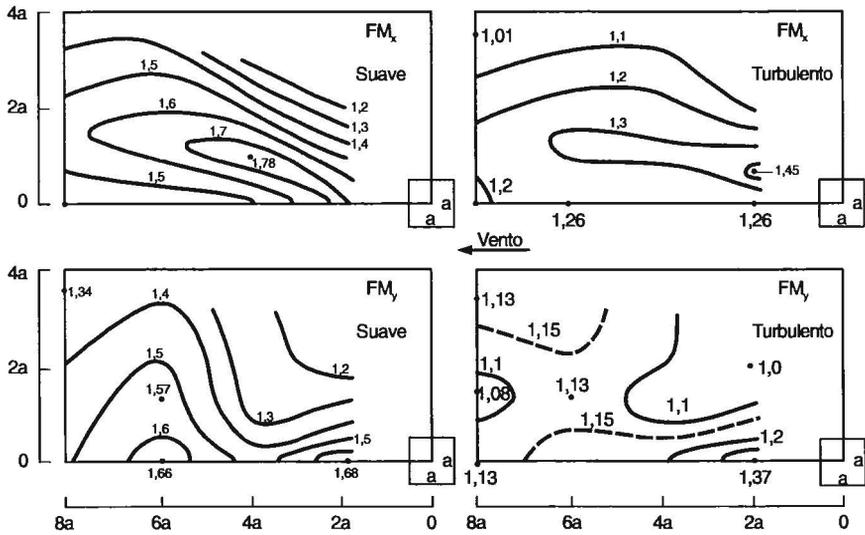 4a
2a
0
FMx
Suave
1,5
1,6
1,7
1,78
1,5
1,2
1,3
1,4
a
a
FMx
Turbulento
1,01
1,1
1,2
1,3
1,45
1,2
1,26
1,26
a
a
Vento
4a
2a
0
FMy
Suave
1,34
1,4
1,5
1,57
1,6
1,2
1,3
1,5
1,66
1,68
a
a
FMy
Turbulento
1,13
1,15
1,1
1,08
1,13
1,0
1,1
1,15
1,2
1,13
1,37
a
a
8a 6a 4a 2a 0
8a 6a 4a 2a 0